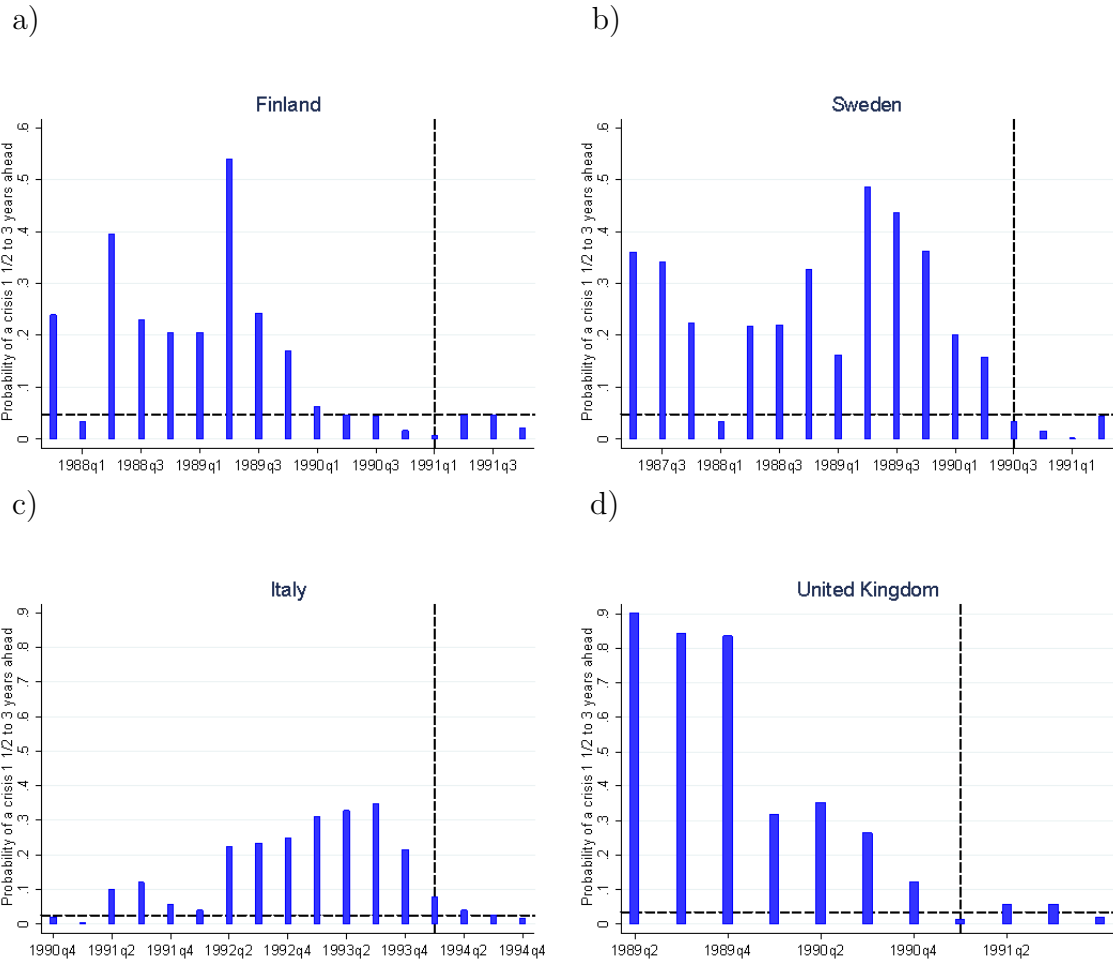 a)
Finland
Probability of a crisis 1 1/2 to 3 years ahead
.6
.5
.4
.3
.2
.1
0
1988q1 1988q3 1989q1 1989q3 1990q1 1990q3 1991q1 1991q3
b)
Sweden
Probability of a crisis 1 1/2 to 3 years ahead
.6
.5
.4
.3
.2
.1
0
1987q3 1988q1 1988q3 1989q1 1989q3 1990q1 1990q3 1991q1
c)
Italy
Probability of a crisis 1 1/2 to 3 years ahead
.9
.8
.7
.6
.5
.4
.3
.2
.1
0
1990q4 1991q2 1991q4 1992q2 1992q4 1993q2 1993q4 1994q2 1994q4
d)
United Kingdom
Probability of a crisis 1 1/2 to 3 years ahead
.9
.8
.7
.6
.5
.4
.3
.2
.1
0
1989q2 1989q4 1990q2 1990q4 1991q2